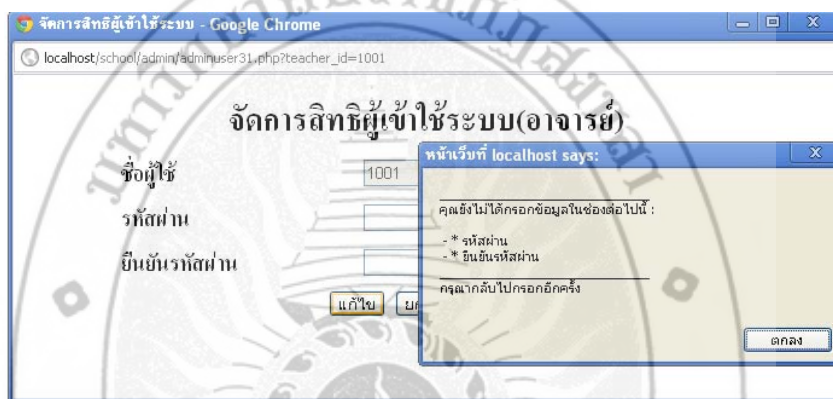 จัดการสิทธิผู้เข้าใช้ระบบ - Google Chrome
localhost/school/admin/adminuser31.php?teacher_id=1001
จัดการสิทธิผู้เข้าใช้ระบบ(อาจารย์)
ชื่อผู้ใช้ 1001
รหัสผ่าน
ยืนยันรหัสผ่าน
แก้ไข
หน้าเว็บที่ localhost says:
คุณยังไม่ได้กรอกข้อมูลในช่องต่อไปนี้ :
- * รหัสผ่าน
- * ยืนยันรหัสผ่าน
กรุณากลับไปกรอกอีกครั้ง
ตกลง